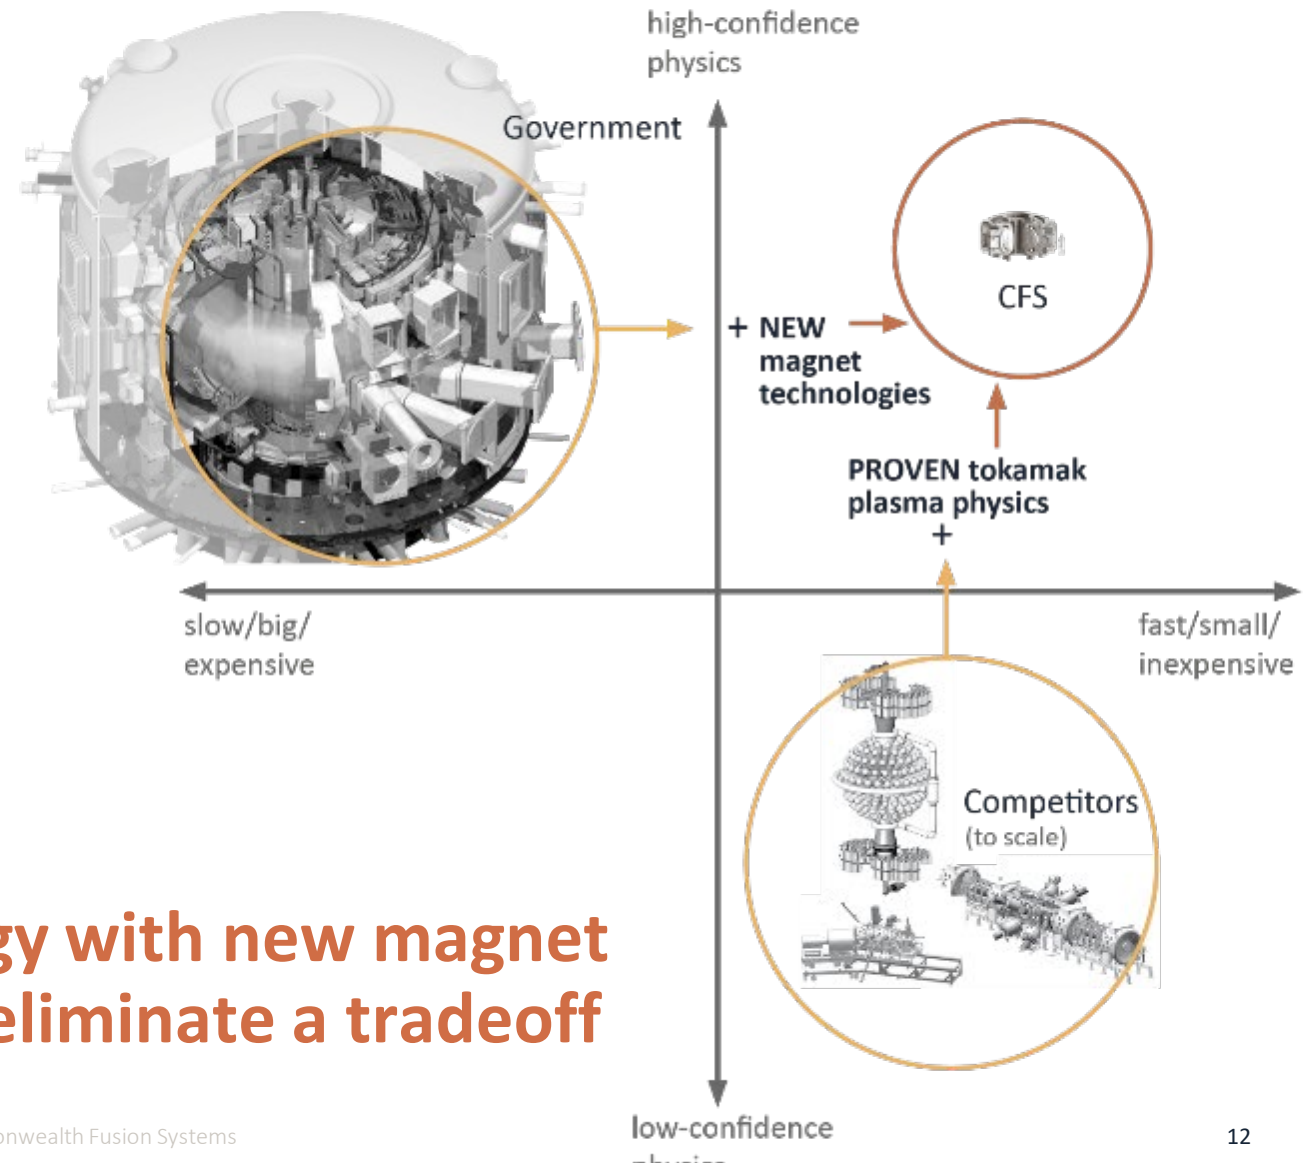 high-confidence
physics
Government
CFS
+ NEW
magnet
technologies
PROVEN tokamak
plasma physics
+
slow/big/
expensive
fast/small/
inexpensive
Competitors
(to scale)
gy with new magnet
eliminate a tradeoff
onwealth Fusion Systems
low-confidence
physics
12